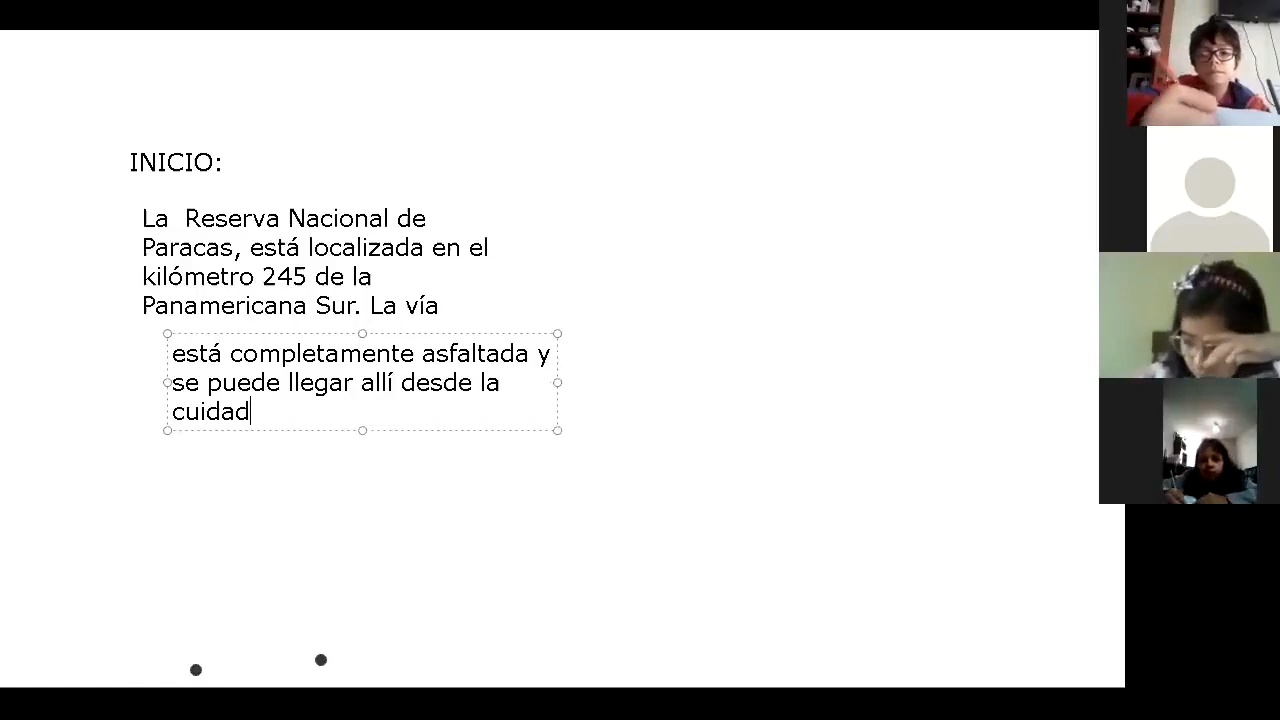 INICIO:
La Reserva Nacional de
Paracas, está localizada en el
kilómetro 245 de la
Panamericana Sur. La vía
está completamente asfaltada y
se puede llegar allí desde la
cuidad